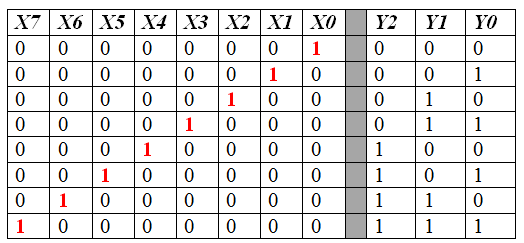 X7 X6 X5 X4 X3 X2 X1 X0 Y2 Y1 Y0
0 0 0 0 0 0 0 1 0 0 0
0 0 0 0 0 0 1 0 0 0 1
0 0 0 0 0 1 0 0 0 1 0
0 0 0 0 1 0 0 0 0 1 1
0 0 0 1 0 0 0 0 1 0 0
0 0 1 0 0 0 0 0 1 0 1
0 1 0 0 0 0 0 0 1 1 0
1 0 0 0 0 0 0 0 1 1 1